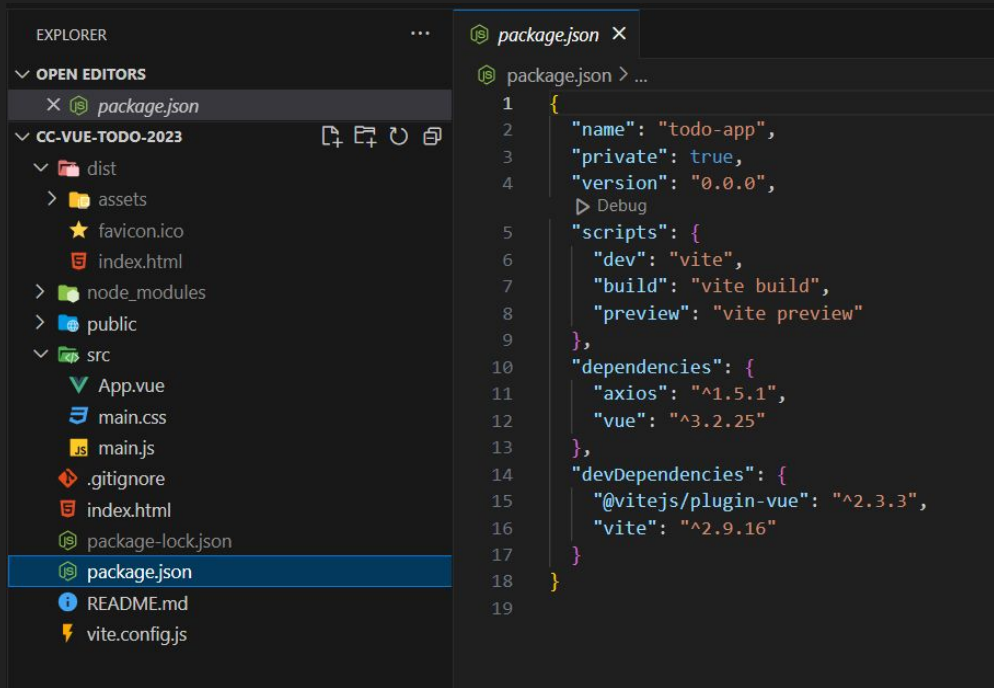 EXPLORER ...
OPEN EDITORS
package.json
CC-VUE-TODO-2023
dist
assets
favicon.ico
index.html
node_modules
public
src
App.vue
main.css
main.js
.gitignore
index.html
package-lock.json
package.json
README.md
vite.config.js
package.json
package.json > ...
1 {
2 "name": "todo-app",
3 "private": true,
4 "version": "0.0.0",
Debug
5 "scripts": {
6 "dev": "vite",
7 "build": "vite build",
8 "preview": "vite preview"
9 },
10 "dependencies": {
11 "axios": "^1.5.1",
12 "vue": "^3.2.25"
13 },
14 "devDependencies": {
15 "@vitejs/plugin-vue": "^2.3.3",
16 "vite": "^2.9.16"
17 }
18 }
19